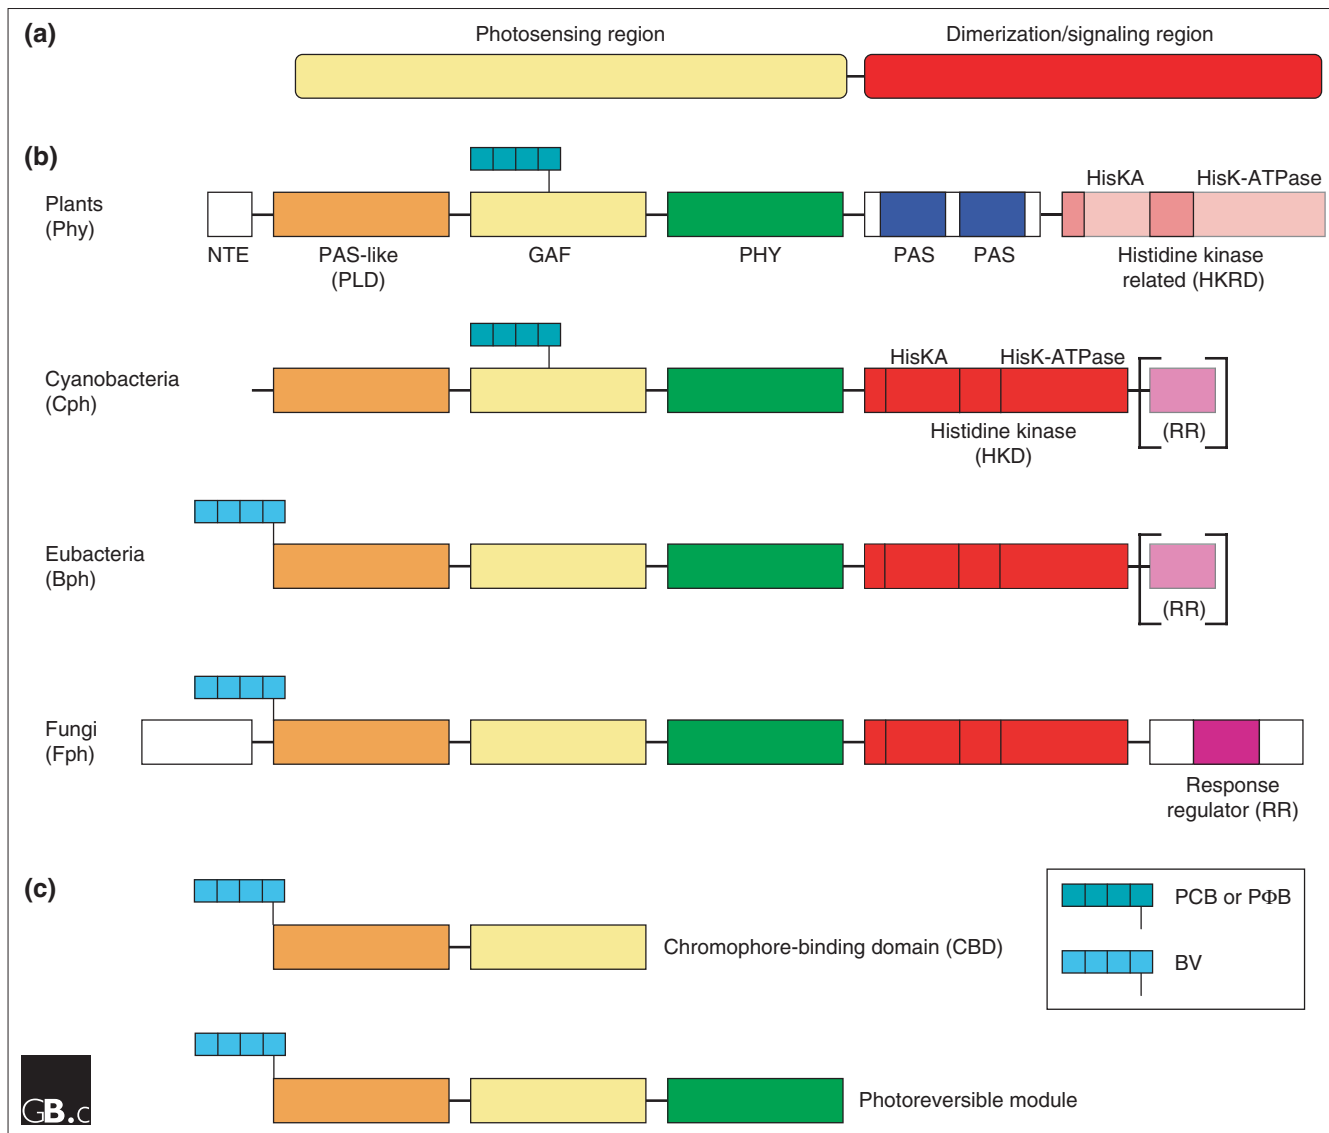 (a)
Photosensing region
Dimerization/signaling region
(b)
HisKA
HisK-ATPase
Plants
(Phy)
NTE
PAS-like
(PLD)
GAF
PHY
PAS
PAS
Histidine kinase
related (HKRD)
HisKA
HisK-ATPase
Cyanobacteria
(Cph)
Histidine kinase
(HKD)
(RR)
Eubacteria
(Bph)
(RR)
Fungi
(Fph)
Response
regulator (RR)
(c)
Chromophore-binding domain (CBD)
PCB or PΦB
BV
Photoreversible module
GB.c